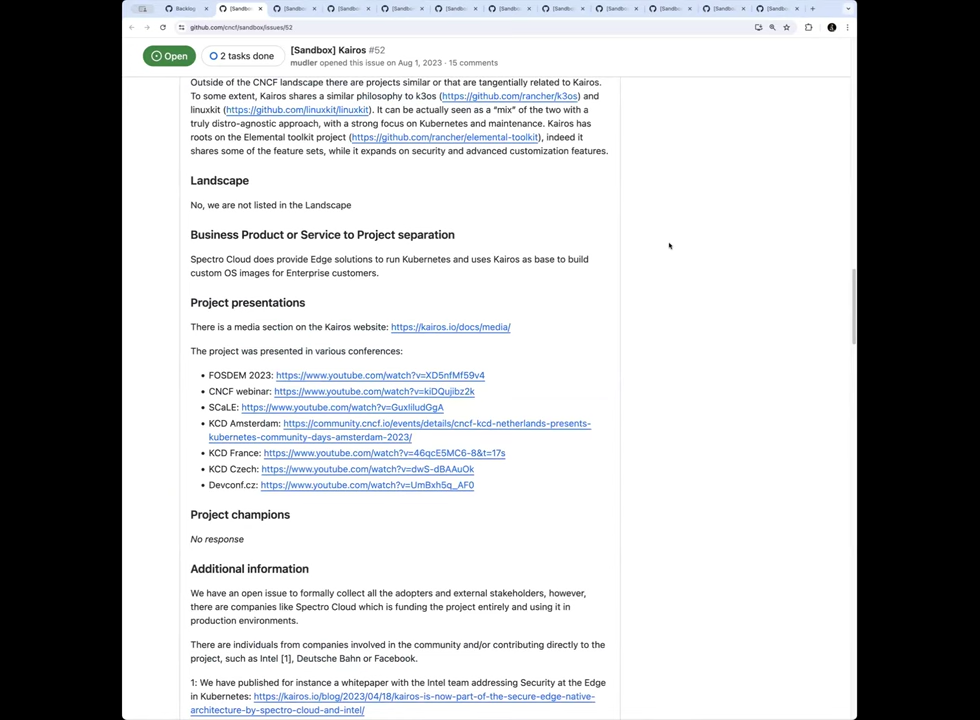 Backlog
[Sandbox]
[Sandbox]
[Sandbox]
[Sandbox]
[Sandbox]
[Sandbox]
[Sandbox]
[Sandbox]
[Sandbox]
[Sandbox]
[Sandbox]
github.com/cncf/sandbox/issues/52
Open
2 tasks done
[Sandbox] Kairos #52
mudler opened this issue on Aug 1, 2023 · 15 comments
Outside of the CNCF landscape there are projects similar or that are tangentially related to Kairos.
To some extent, Kairos shares a similar philosophy to k3os (https://github.com/rancher/k3os) and
linuxkit (https://github.com/linuxkit/linuxkit). It can be actually seen as a “mix” of the two with a
truly distro-agnostic approach, with a strong focus on Kubernetes and maintenance. Kairos has
roots on the Elemental toolkit project (https://github.com/rancher/elemental-toolkit), indeed it
shares some of the feature sets, while it expands on security and advanced customization features.
Landscape
No, we are not listed in the Landscape
Business Product or Service to Project separation
Spectro Cloud does provide Edge solutions to run Kubernetes and uses Kairos as base to build
custom OS images for Enterprise customers.
Project presentations
There is a media section on the Kairos website: https://kairos.io/docs/media/
The project was presented in various conferences:
• FOSDEM 2023: https://www.youtube.com/watch?v=XD5nfMf59v4
• CNCF webinar: https://www.youtube.com/watch?v=kiDQujibz2k
• SCaLE: https://www.youtube.com/watch?v=GuxIiludGgA
• KCD Amsterdam: https://community.cncf.io/events/details/cncf-kcd-netherlands-presents-
kubernetes-community-days-amsterdam-2023/
• KCD France: https://www.youtube.com/watch?v=46qcE5MC6-8&t=17s
• KCD Czech: https://www.youtube.com/watch?v=dwS-dBAAuOk
• Devconf.cz: https://www.youtube.com/watch?v=UmBxh5q_AF0
Project champions
No response
Additional information
We have an open issue to formally collect all the adopters and external stakeholders, however,
there are companies like Spectro Cloud which is funding the project entirely and using it in
production environments.
There are individuals from companies involved in the community and/or contributing directly to the
project, such as Intel [1], Deutsche Bahn or Facebook.
1: We have published for instance a whitepaper with the Intel team addressing Security at the Edge
in Kubernetes: https://kairos.io/blog/2023/04/18/kairos-is-now-part-of-the-secure-edge-native-
architecture-by-spectro-cloud-and-intel/